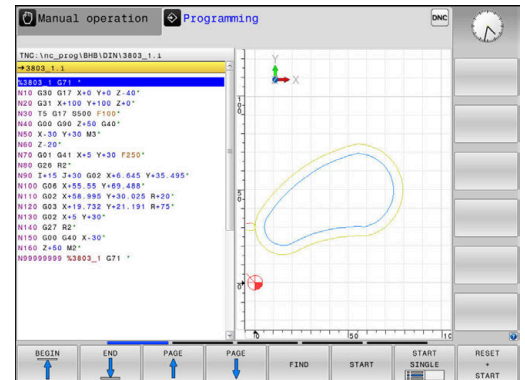 Manual operation
Programming
DNC
TNC:\nc_prog\BHB\DIN\3803_1.i
→3803_1.i
%3803_1 G71 *
N10 G30 G17 X+0 Y+0 Z-40*
N20 G31 X+100 Y+100 Z+0*
N30 T5 G17 S500 F100*
N40 G00 G90 Z+50 G40*
N50 X-30 Y+30 M3*
N60 Z-20*
N70 G01 G41 X+5 Y+30 F250*
N80 G26 R2*
N90 I+15 J+30 G02 X+6.645 Y+35.495*
N100 G06 X+55.55 Y+69.488*
N110 G02 X+58.995 Y+30.025 R+20*
N120 G03 X+19.732 Y+21.191 R+75*
N130 G02 X+5 Y+30*
N140 G27 R2*
N150 G00 G40 X-30*
N160 Z+50 M2*
N99999999 %3803_1 G71 *
Y
X
100
50
0
0
50
BEGIN
END
PAGE
PAGE
FIND
START
START
SINGLE
RESET
+
START